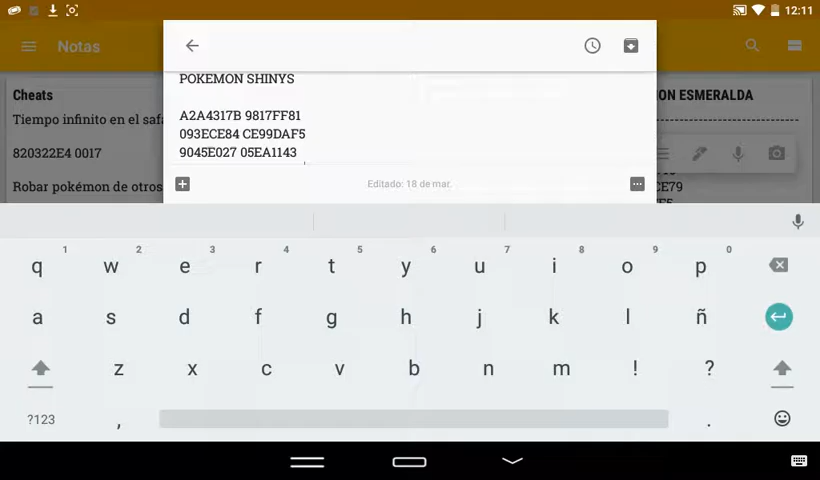 12:11
Notas
POKEMON SHINYS
A2A4317B 9817FF81
093ECE84 CE99DAF5
9045E027 05EA1143
Editado: 18 de mar.
Cheats
Tiempo infinito en el safa
820322E4 0017
Robar pokémon de otros
ON ESMERALDA
--------------------------
CE79
1 2 3 4 5 6 7 8 9 0
q w e r t y u i o p
a s d f g h j k l ñ
z x c v b n m ! ?
?123 , .